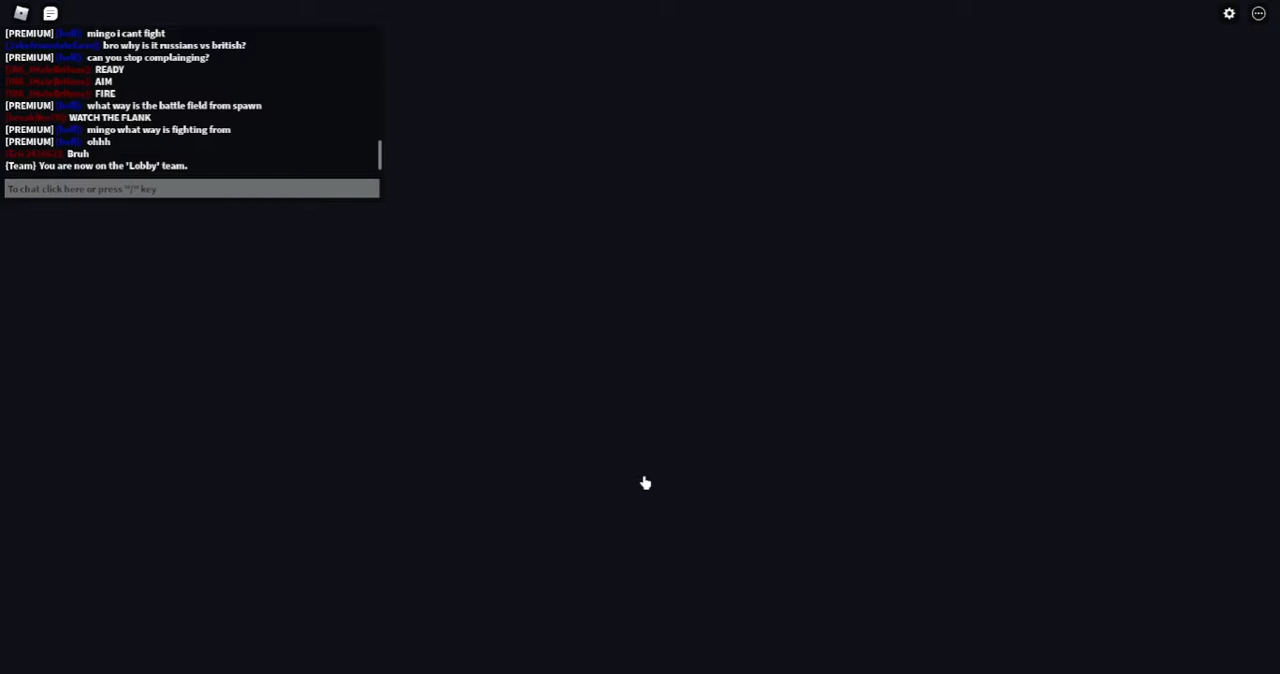 [PREMIUM] [bull]: mingo i cant fight
bro why is it russians vs british?
[PREMIUM] can you stop complainging?
READY
AIM
FIRE
[PREMIUM] what way is the battle field from spawn
WATCH THE FLANK
[PREMIUM] mingo what way is fighting from
[PREMIUM] ohhh
Bruh
{Team} You are now on the 'Lobby' team.
To chat click here or press "/" key